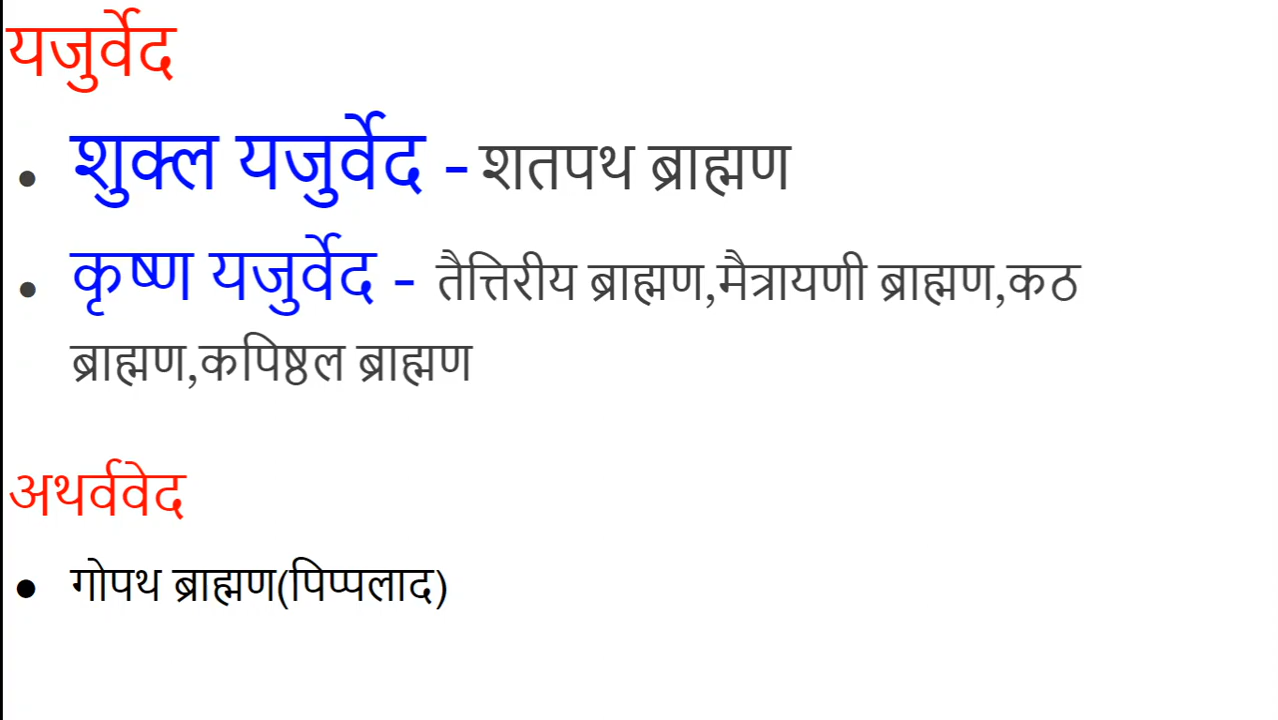 यजुर्वेद
• शुक्ल यजुर्वेद - शतपथ ब्राह्मण
• कृष्ण यजुर्वेद - तैत्तिरीय ब्राह्मण,मैत्रायणी ब्राह्मण,कठ
ब्राह्मण,कपिष्ठल ब्राह्मण
अथर्ववेद
• गोपथ ब्राह्मण(पिप्पलाद)